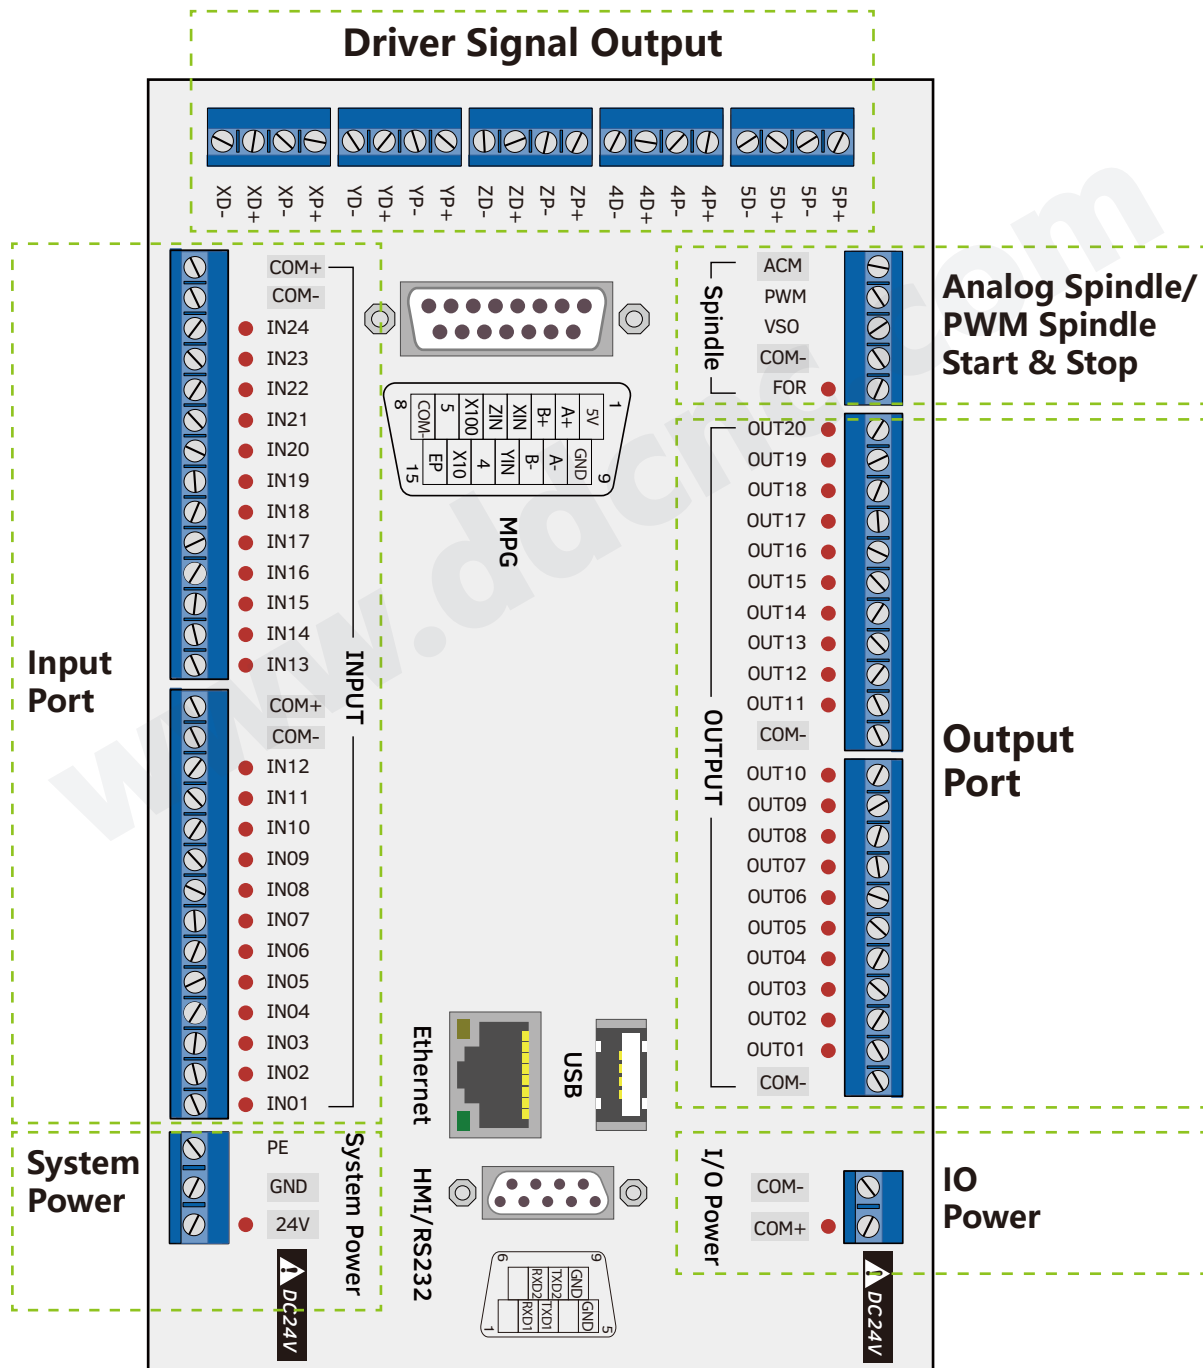 Driver Signal Output
XD-
XD+
XP-
XP+
YD-
YD+
YP-
YP+
ZD-
ZD+
ZP-
ZP+
4D-
4D+
4P-
4P+
5D-
5D+
5P-
5P+
Input
Port
COM+
COM-
IN24
IN23
IN22
IN21
IN20
IN19
IN18
IN17
IN16
IN15
IN14
IN13
COM+
COM-
IN12
IN11
IN10
IN09
IN08
IN07
IN06
IN05
IN04
IN03
IN02
IN01
INPUT
System
Power
PE
GND
24V
System Power
DC24V
8
COM-
5
X100
ZIN
XIN
B+
A+
5V
1
15
EP
X10
4
YIN
B-
A-
GND
9
MPG
Ethernet
USB
HMI/RS232
6
RXD2
TXD2
GND
9
1
RXD1
TXD1
GND
5
Spindle
ACM
PWM
VSO
COM-
FOR
Analog Spindle/
PWM Spindle
Start & Stop
OUT20
OUT19
OUT18
OUT17
OUT16
OUT15
OUT14
OUT13
OUT12
OUT11
COM-
OUT10
OUT09
OUT08
OUT07
OUT06
OUT05
OUT04
OUT03
OUT02
OUT01
COM-
OUTPUT
Output
Port
I/O Power
COM-
COM+
IO
Power
DC24V
www.ddcnc.com